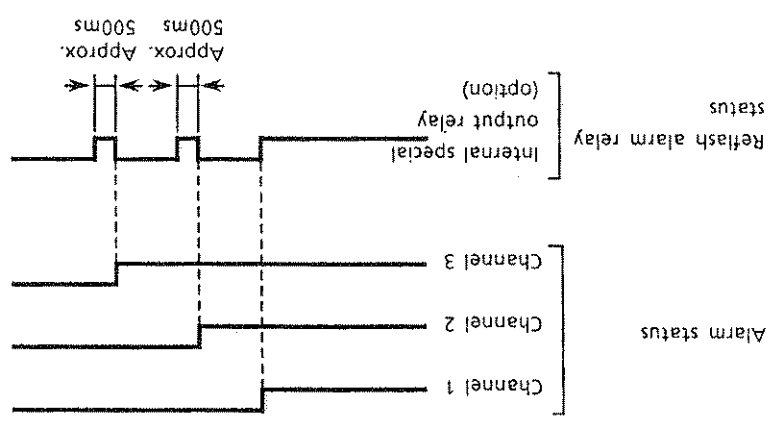 Alarm status
Channel 1
Channel 2
Channel 3
Reflash alarm relay
status
Internal special
output relay
(option)
Approx.
500ms
Approx.
500ms